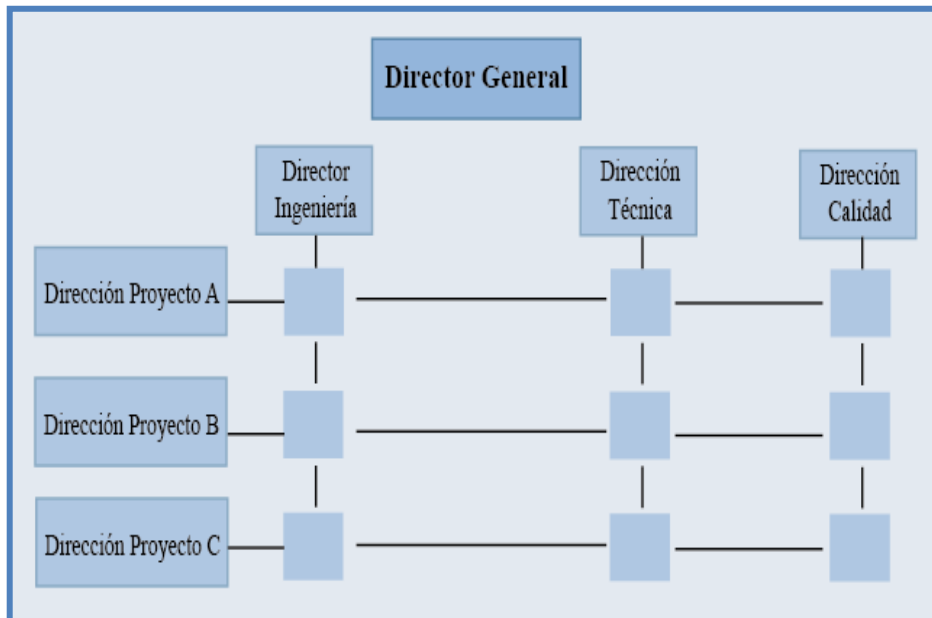 Director General
Director
Ingeniería
Dirección
Técnica
Dirección
Calidad
Dirección Proyecto A
Dirección Proyecto B
Dirección Proyecto C